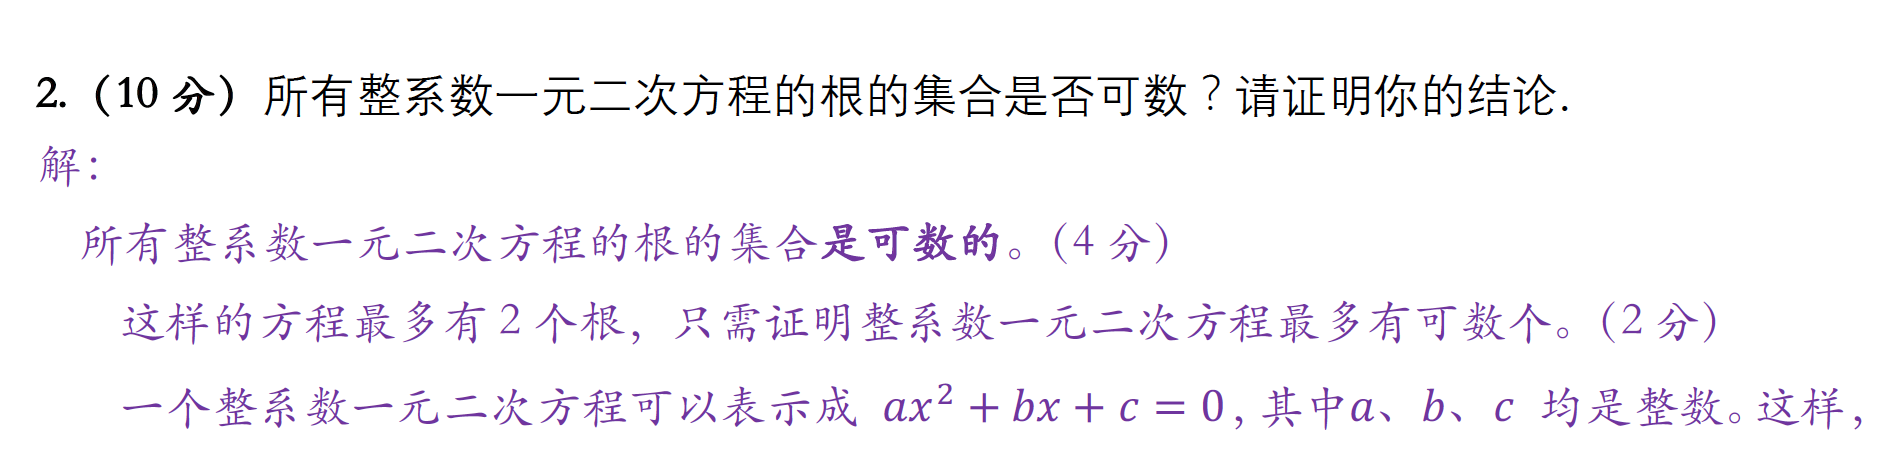 2.（10 分）所有整系数一元二次方程的根的集合是否可数？请证明你的结论.
解：
所有整系数一元二次方程的根的集合是可数的。（4 分）
这样的方程最多有 2 个根，只需证明整系数一元二次方程最多有可数个。（2 分）
一个整系数一元二次方程可以表示成 ax² + bx + c = 0，其中a、b、c 均是整数。这样，